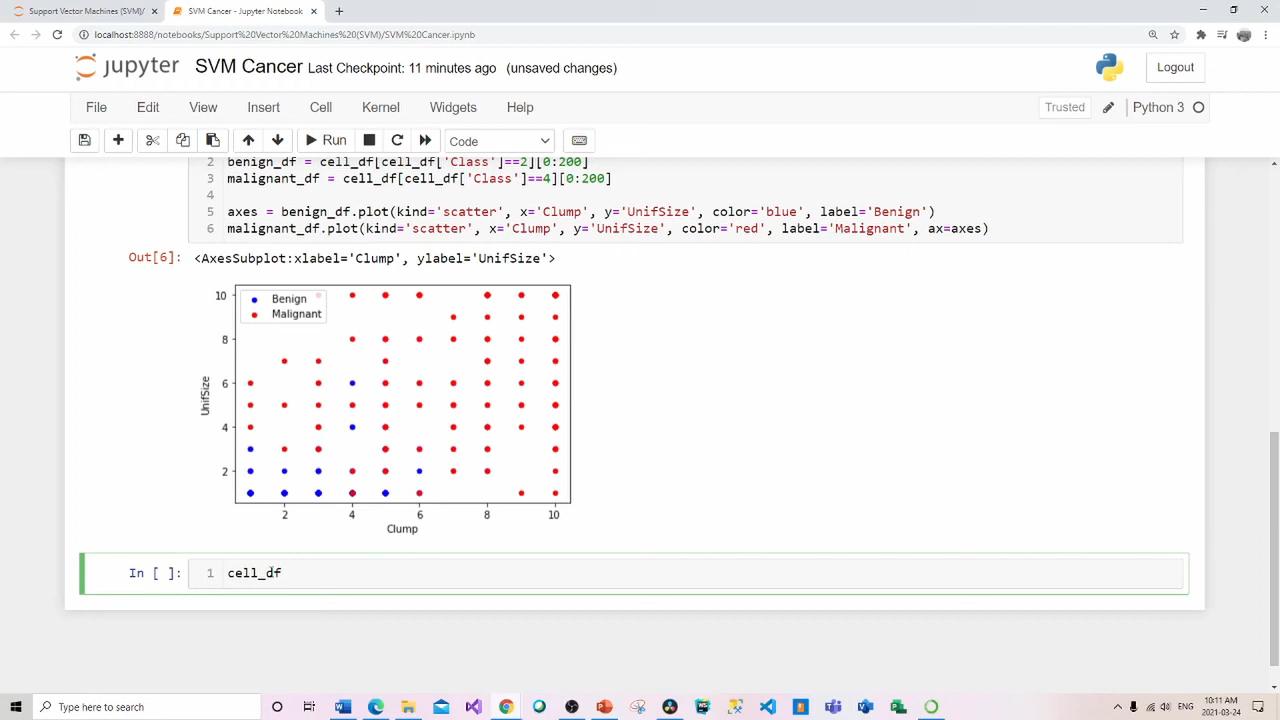 Support Vector Machines (SVM)/
SVM Cancer - Jupyter Notebook
localhost:8888/notebooks/Support%20Vector%20Machines%20(SVM)/SVM%20Cancer.ipynb
jupyter SVM Cancer Last Checkpoint: 11 minutes ago (unsaved changes)
Logout
File Edit View Insert Cell Kernel Widgets Help
Trusted Python 3
Run Code
2 benign_df = cell_df[cell_df['Class']==2][0:200]
3 malignant_df = cell_df[cell_df['Class']==4][0:200]
4
5 axes = benign_df.plot(kind='scatter', x='Clump', y='UnifSize', color='blue', label='Benign')
6 malignant_df.plot(kind='scatter', x='Clump', y='UnifSize', color='red', label='Malignant', ax=axes)
Out[6]: <AxesSubplot:xlabel='Clump', ylabel='UnifSize'>
Benign
Malignant
10
8
6
4
2
UnifSize
2 4 6 8 10
Clump
In [ ]: 1 cell_df
Type here to search
ENG
10:11 AM
2021-03-24